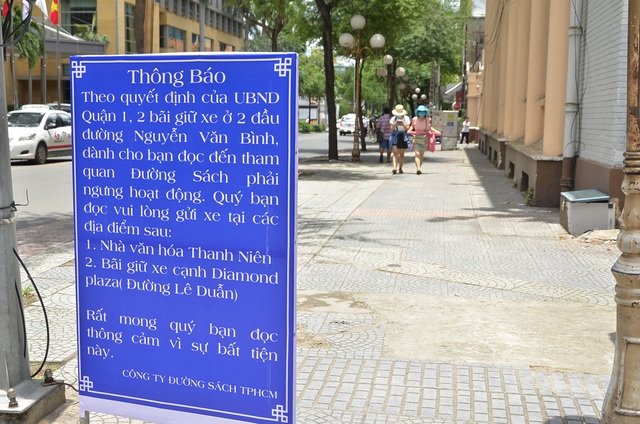 Thông Báo
Theo quyết định của UBND
Quận 1, 2 bãi giữ xe ở 2 đầu
đường Nguyễn Văn Bình,
dành cho bạn đọc đến tham
quan Đường Sách phải
ngưng hoạt động. Quý bạn
đọc vui lòng gửi xe tại các
địa điểm sau:
1. Nhà văn hóa Thanh Niên
2. Bãi giữ xe cạnh Diamond
plaza( Đường Lê Duẩn)
Rất mong quý bạn đọc
thông cảm vì sự bất tiện
này.
CÔNG TY ĐƯỜNG SÁCH TPHCM